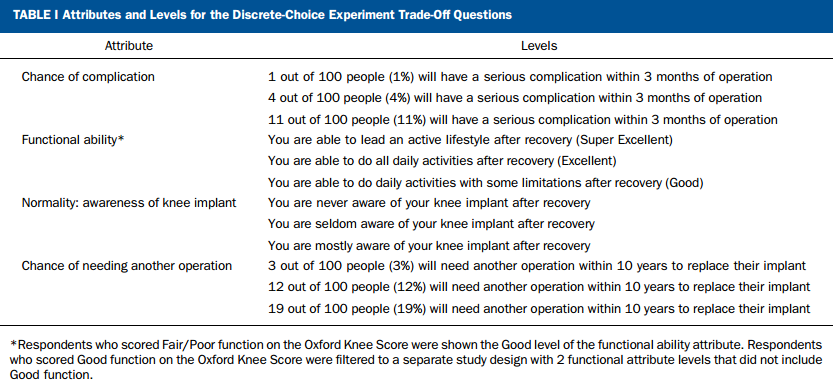 TABLE I Attributes and Levels for the Discrete-Choice Experiment Trade-Off Questions
Attribute Levels
Chance of complication 1 out of 100 people (1%) will have a serious complication within 3 months of operation
4 out of 100 people (4%) will have a serious complication within 3 months of operation
11 out of 100 people (11%) will have a serious complication within 3 months of operation
Functional ability* You are able to lead an active lifestyle after recovery (Super Excellent)
You are able to do all daily activities after recovery (Excellent)
You are able to do daily activities with some limitations after recovery (Good)
Normality: awareness of knee implant You are never aware of your knee implant after recovery
You are seldom aware of your knee implant after recovery
You are mostly aware of your knee implant after recovery
Chance of needing another operation 3 out of 100 people (3%) will need another operation within 10 years to replace their implant
12 out of 100 people (12%) will need another operation within 10 years to replace their implant
19 out of 100 people (19%) will need another operation within 10 years to replace their implant
*Respondents who scored Fair/Poor function on the Oxford Knee Score were shown the Good level of the functional ability attribute. Respondents
who scored Good function on the Oxford Knee Score were filtered to a separate study design with 2 functional attribute levels that did not include
Good function.